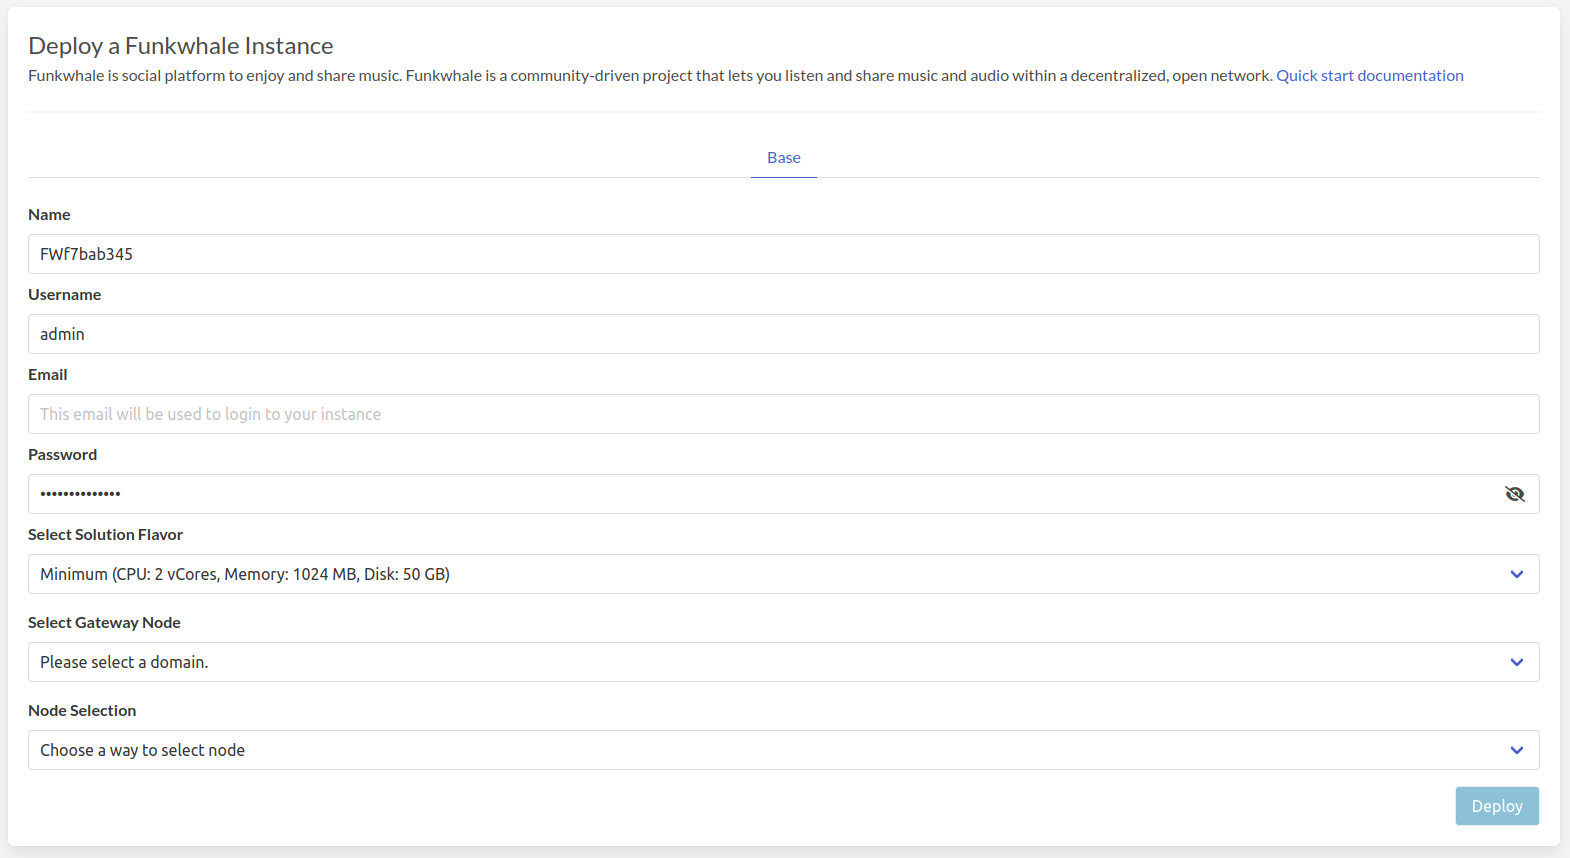 Deploy a Funkwhale Instance
Funkwhale is social platform to enjoy and share music. Funkwhale is a community-driven project that lets you listen and share music and audio within a decentralized, open network. Quick start documentation
Base
Name
FWf7bab345
Username
admin
Email
This email will be used to login to your instance
Password
••••••••••••••
Select Solution Flavor
Minimum (CPU: 2 vCores, Memory: 1024 MB, Disk: 50 GB)
Select Gateway Node
Please select a domain.
Node Selection
Choose a way to select node
Deploy